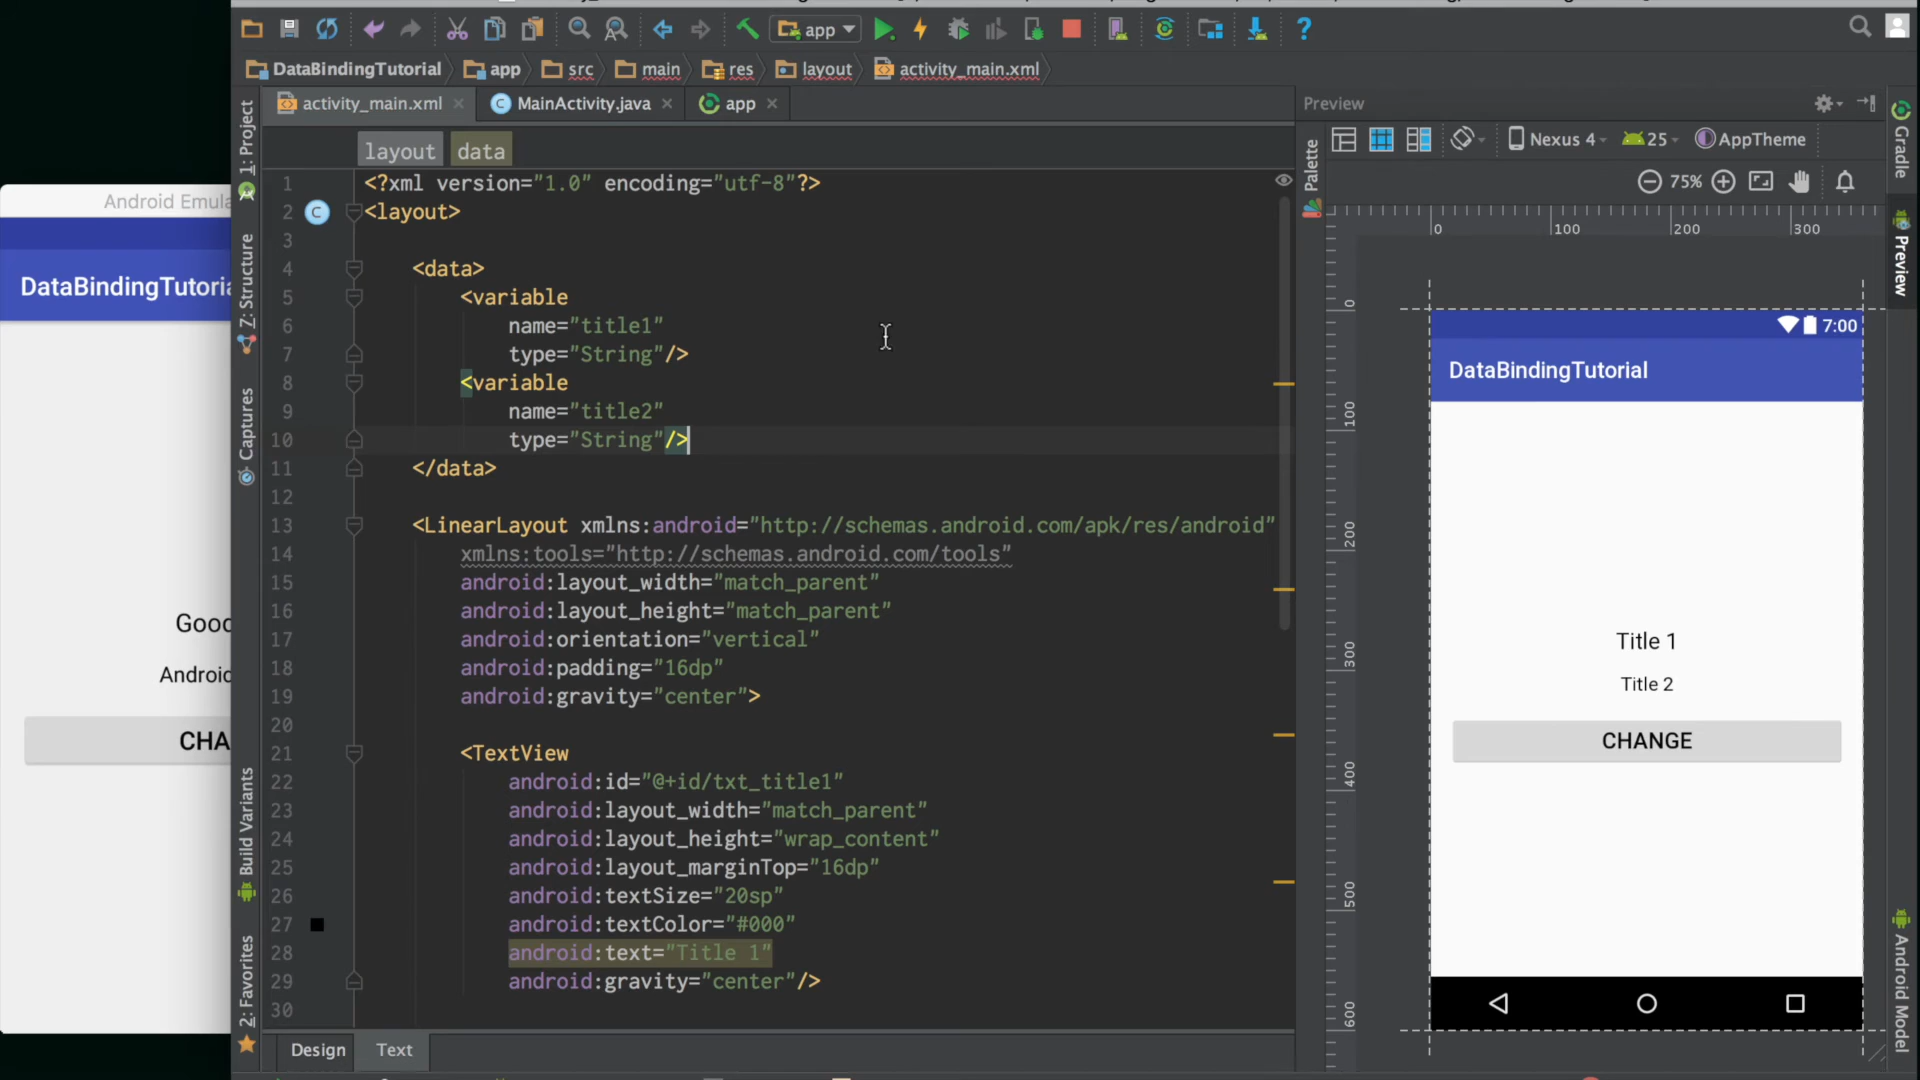 app
DataBindingTutorial
app
src
main
res
layout
activity_main.xml
activity_main.xml
MainActivity.java
app
layout
data
1 <?xml version="1.0" encoding="utf-8"?>
2 <layout>
3
4 <data>
5 <variable
6 name="title1"
7 type="String"/>
8 <variable
9 name="title2"
10 type="String"/>
11 </data>
12
13 <LinearLayout xmlns:android="http://schemas.android.com/apk/res/android"
14 xmlns:tools="http://schemas.android.com/tools"
15 android:layout_width="match_parent"
16 android:layout_height="match_parent"
17 android:orientation="vertical"
18 android:padding="16dp"
19 android:gravity="center">
20
21 <TextView
22 android:id="@+id/txt_title1"
23 android:layout_width="match_parent"
24 android:layout_height="wrap_content"
25 android:layout_marginTop="16dp"
26 android:textSize="20sp"
27 android:textColor="#000"
28 android:text="Title 1"
29 android:gravity="center"/>
30
Design
Text
1: Project
Z: Structure
Captures
Build Variants
2: Favorites
Android Emula
DataBindingTutoria
Good
Android
CHA
Preview
Palette
Nexus 4
25
AppTheme
75%
0
100
200
300
0
100
200
300
400
500
600
7:00
DataBindingTutorial
Title 1
Title 2
CHANGE
Gradle
Preview
Android Model